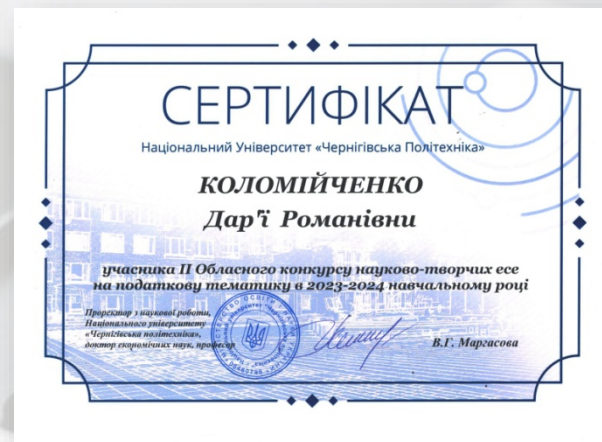 СЕРТИФІКАТ
Національний Університет «Чернігівська Політехніка»
КОЛОМІЙЧЕНКО
Дар'ї Романівни
учасника ІІ Обласного конкурсу науково-творчих есе
на податкову тематику в 2023-2024 навчальному році
Проректор з наукової роботи,
Національного університету
«Чернігівська політехніка»,
доктор економічних наук, професор
В.Г. Маргасова